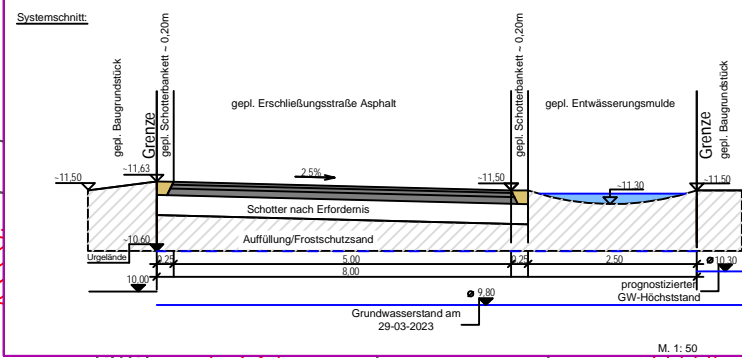 Systemschnitt:
gepl. Baugrundstück
Grenze
gepl. Schotterbankett ~ 0,20m
gepl. Erschließungsstraße Asphalt
gepl. Schotterbankett ~ 0,20m
gepl. Entwässerungsmulde
Grenze
gepl. Baugrundstück
~11,50
~11,63
2.5%
~11,50
~11.30
~11.50
Schotter nach Erfordernis
~10.60
Auffüllung/Frostschutzsand
Urgelände
0.25
5.00
0.25
2.50
ø 10,30
8.00
10,00
prognostizierter
GW-Höchststand
ø 9,80
Grundwasserstand am
29-03-2023
M. 1: 50